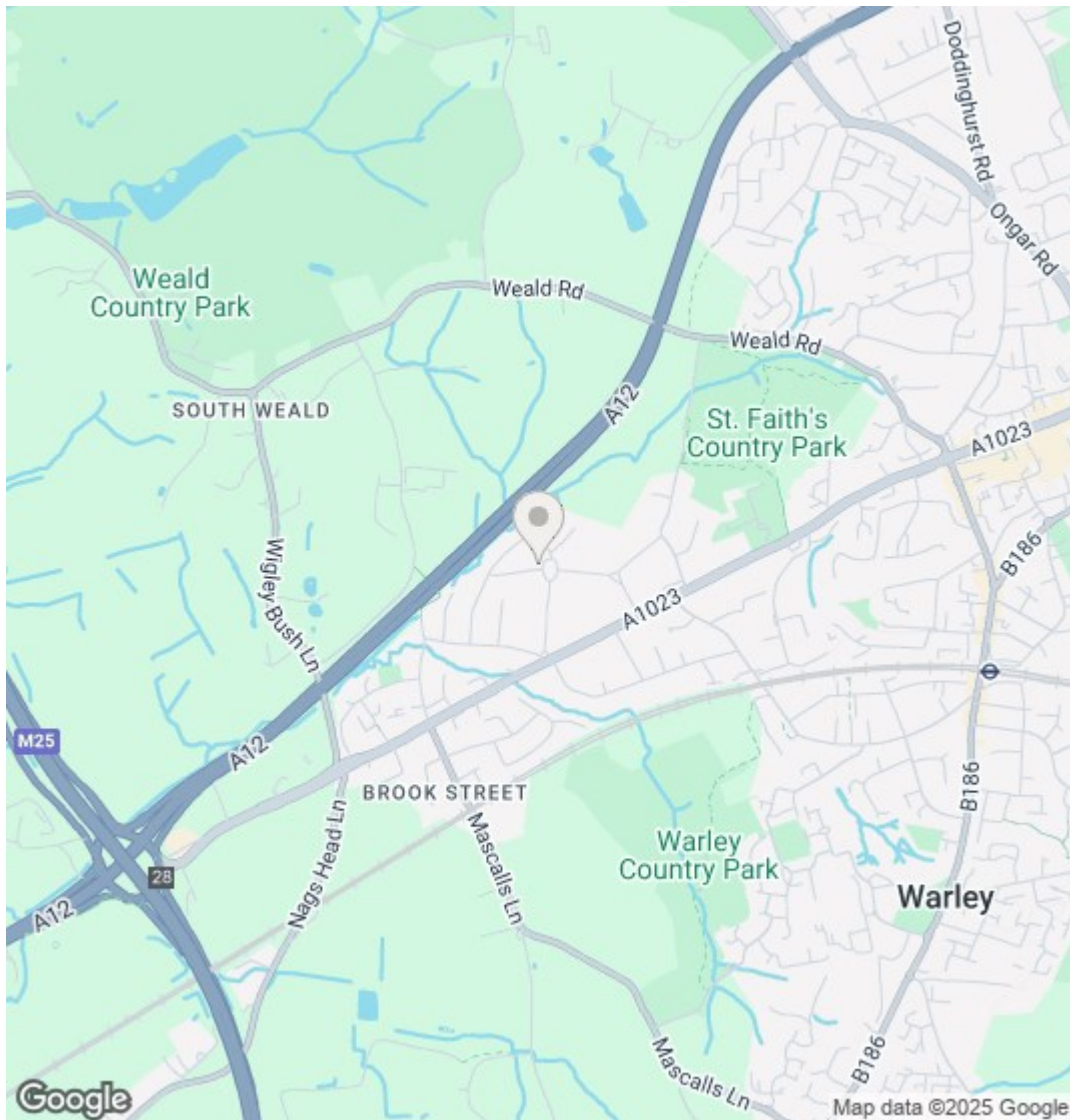 Doddinghurst Rd
Ongar Rd
Weald
Country Park
Weald Rd
Weald Rd
SOUTH WEALD
A12
St. Faith's
Country Park
A1023
B186
Wigley Bush Ln
A1023
M25
A12
BROOK STREET
B186
Nags Head Ln
Mascalls Ln
Warley
Country Park
28
Warley
A12
Mascalls Ln
B186
Google
Map data ©2025 Google